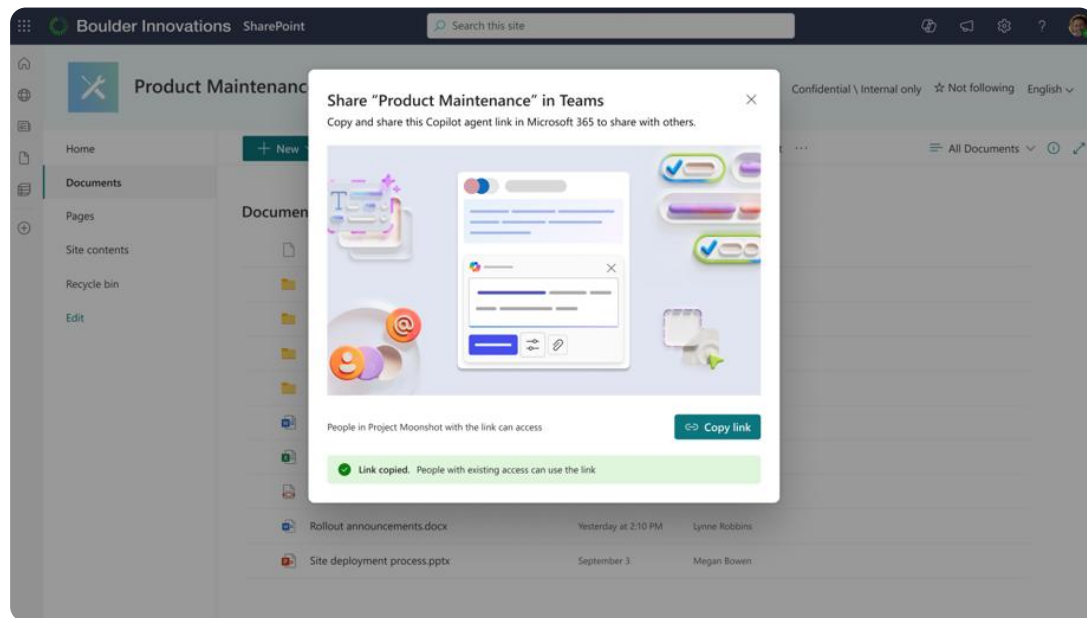 Boulder Innovations SharePoint
Search this site
?
Product Maintenanc
Confidential \ Internal only
Not following
English
Share “Product Maintenance” in Teams
Copy and share this Copilot agent link in Microsoft 365 to share with others.
Home
New
All Documents
Documents
Pages
Documen
Site contents
Recycle bin
Edit
T
@
People in Project Moonshot with the link can access
Copy link
Link copied. People with existing access can use the link
Rollout announcements.docx
Yesterday at 2:10 PM
Lynne Robbins
Site deployment process.pptx
September 3
Megan Bowen